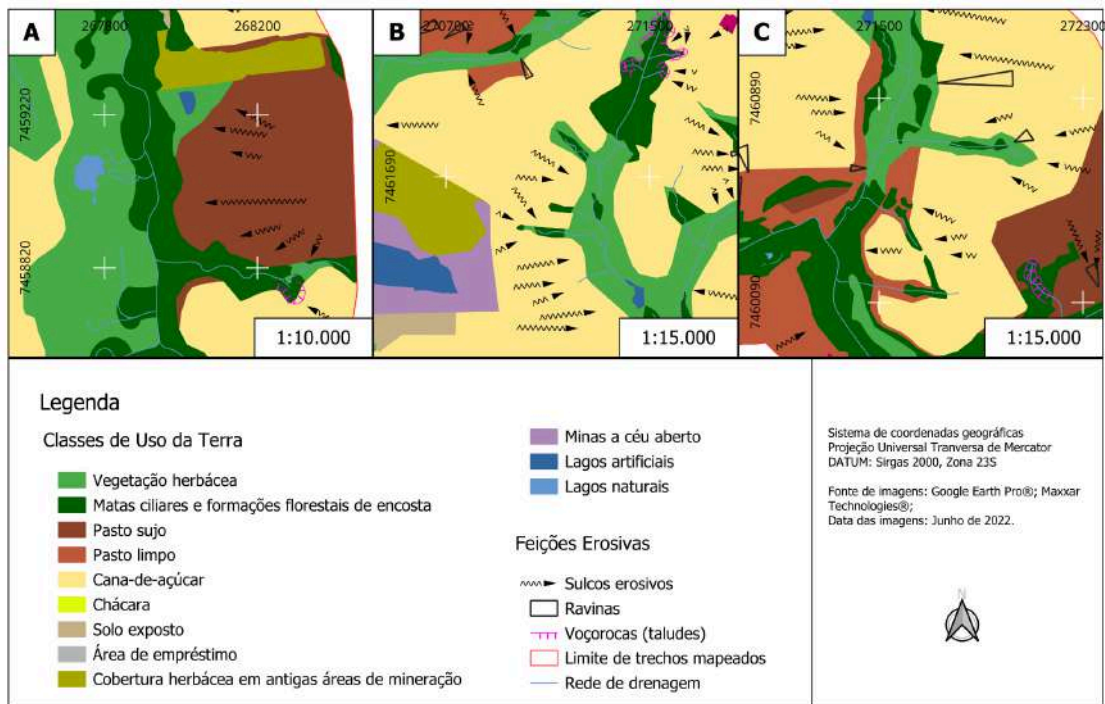 A
267800
268200
7459220
7458820
1:10.000
B
270700
271500
7461690
1:15.000
C
271500
272300
7460890
7460090
1:15.000
Legenda
Classes de Uso da Terra
Vegetação herbácea
Matas ciliares e formações florestais de encosta
Pasto sujo
Pasto limpo
Cana-de-açúcar
Chácara
Solo exposto
Área de empréstimo
Cobertura herbácea em antigas áreas de mineração
Minas a céu aberto
Lagos artificiais
Lagos naturais
Feições Erosivas
Sulcos erosivos
Ravinas
Voçorocas (taludes)
Limite de trechos mapeados
Rede de drenagem
Sistema de coordenadas geográficas
Projeção Universal Tranversa de Mercator
DATUM: Sirgas 2000, Zona 23S
Fonte de imagens: Google Earth Pro®; Maxxar
Technologies®;
Data das imagens: Junho de 2022.
N